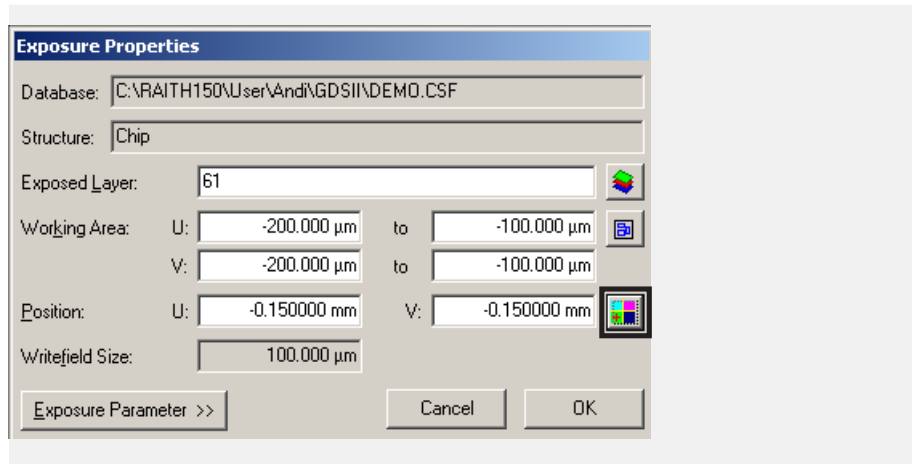 Exposure Properties
Database: C:\RAITH150\User\Andi\GDSII\DEMO.CSF
Structure: Chip
Exposed Layer: 61
Working Area: U: -200.000 µm to -100.000 µm
V: -200.000 µm to -100.000 µm
Position: U: -0.150000 mm V: -0.150000 mm
Writefield Size: 100.000 µm
Exposure Parameter >> Cancel OK